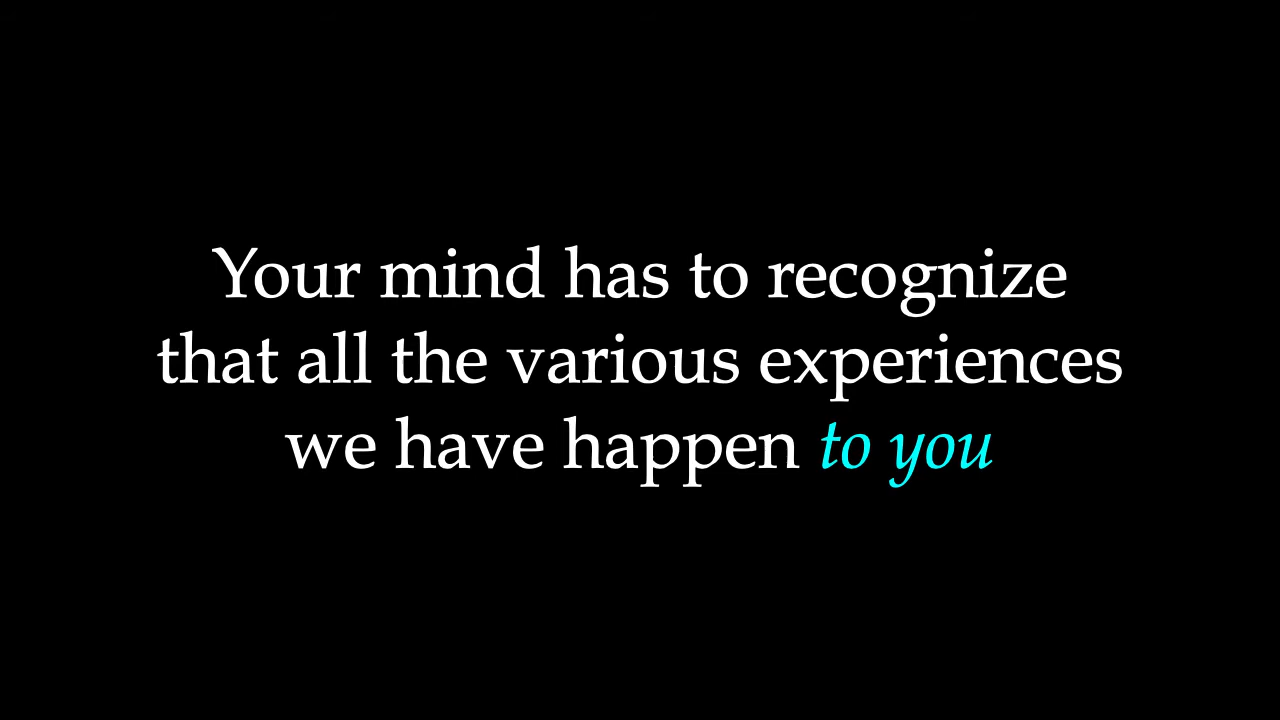 Your mind has to recognize
that all the various experiences
we have happen to you